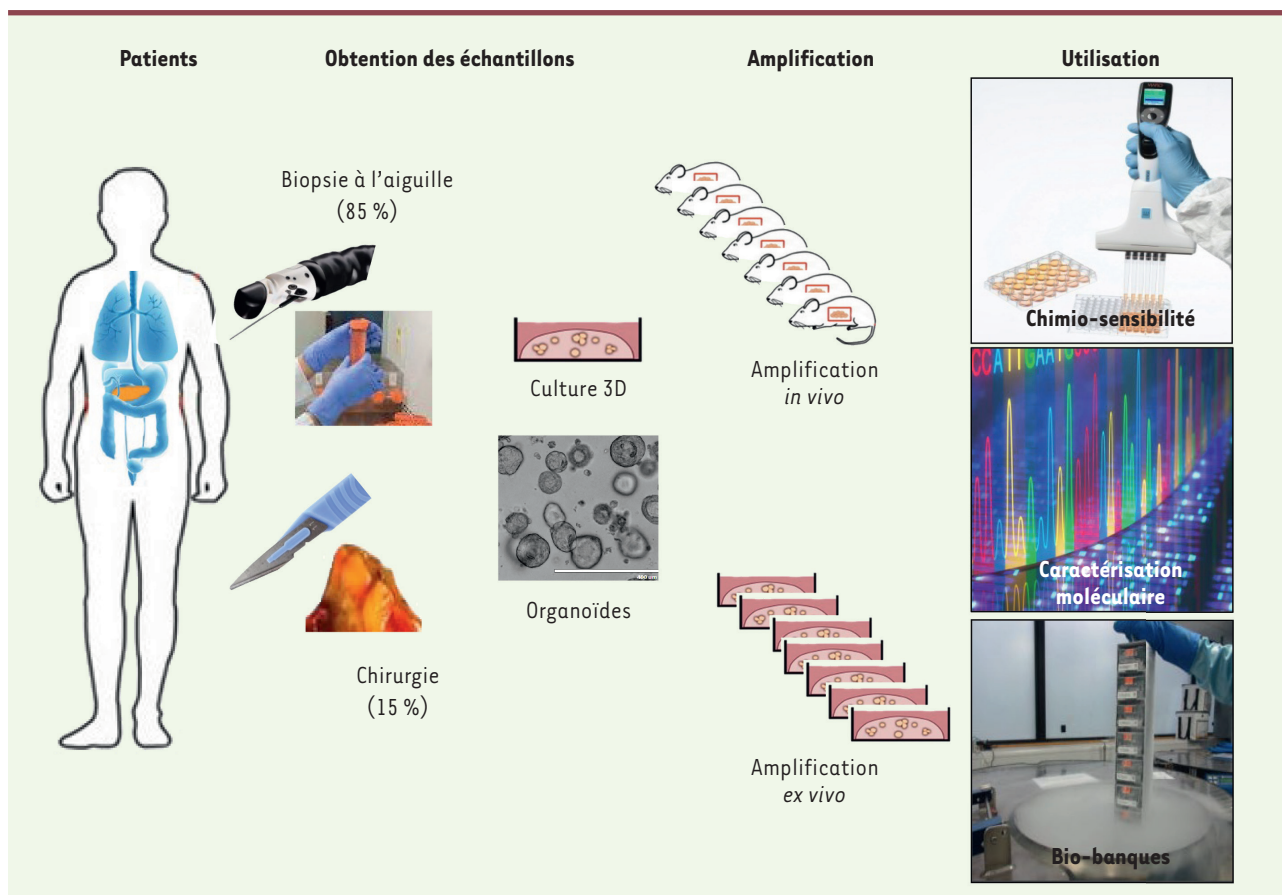 Patients
Obtention des échantillons
Amplification
Utilisation
Biopsie à l'aiguille
(85 %)
Culture 3D
Organoïdes
Chirurgie
(15 %)
Amplification
in vivo
Amplification
ex vivo
Chimio-sensibilité
Caractérisation
moléculaire
Bio-banques